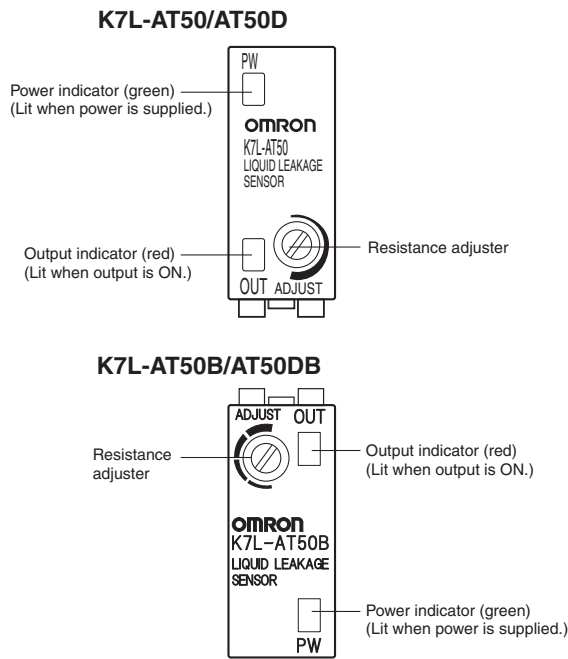 K7L-AT50/AT50D
PW
Power indicator (green)
(Lit when power is supplied.)
OMRON
K7L-AT50
LIQUID LEAKAGE
SENSOR
Output indicator (red)
(Lit when output is ON.)
Resistance adjuster
OUT ADJUST
K7L-AT50B/AT50DB
ADJUST OUT
Resistance
adjuster
Output indicator (red)
(Lit when output is ON.)
OMRON
K7L-AT50B
LIQUID LEAKAGE
SENSOR
Power indicator (green)
(Lit when power is supplied.)
PW